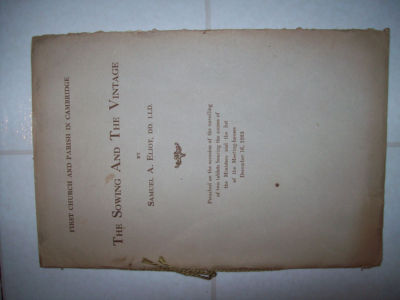 FIRST CHURCH AND PARISH IN CAMBRIDGE
THE SOWING AND THE VINTAGE
BY
SAMUEL A. ELIOT, DD. LLD.
Preached on the occasion of the unveiling
of two tablets bearing the names of
the Ministers and the list
of the Meeting-houses
December 16,